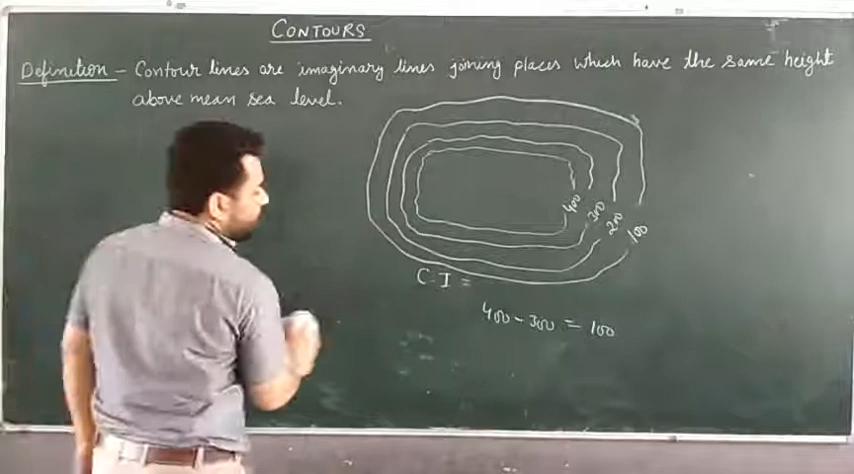 CONTOURS
Definition - Contour lines are imaginary lines joining places which have the same height
above mean sea level.
400
300
200
100
C.I =
400 - 300 = 100